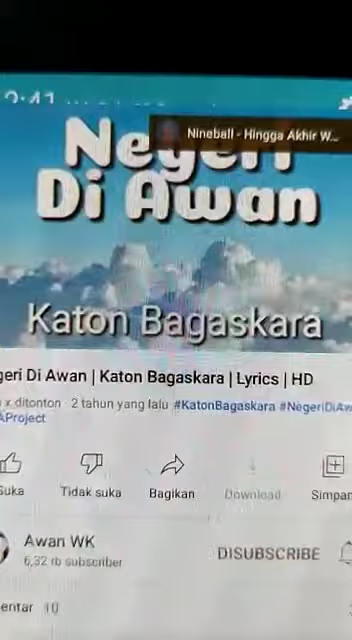 2:41
Nineball - Hingga Akhir W...
Negeri
Di Awan
Katon Bagaskara
geri Di Awan | Katon Bagaskara | Lyrics | HD
x ditonton · 2 tahun yang lalu #KatonBagaskara #NegeriDiAw
AProject
Suka
Tidak suka
Bagikan
Download
Simpan
Awan WK
6,32 rb subscriber
DISUBSCRIBE
entar 10